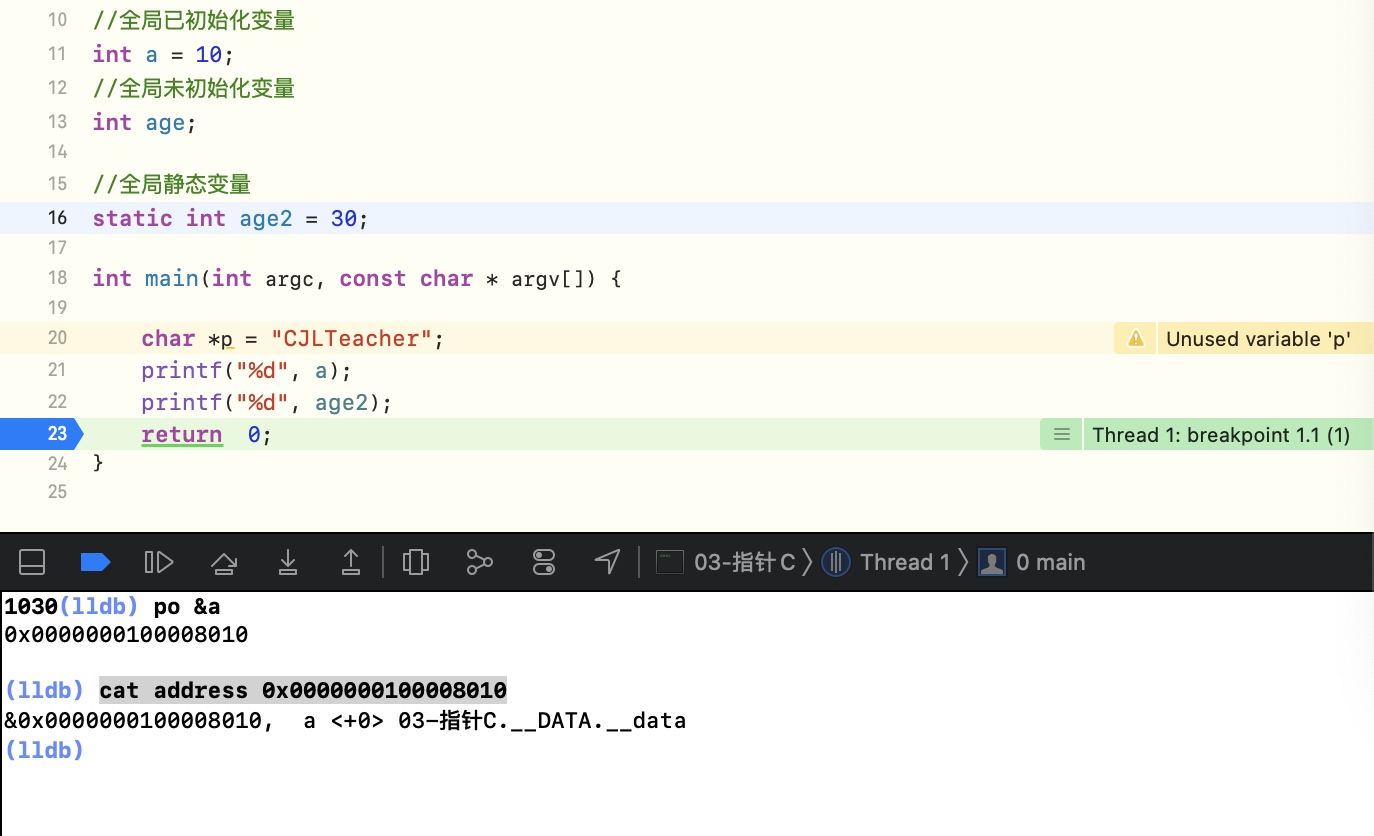 10 //全局已初始化变量
11 int a = 10;
12 //全局未初始化变量
13 int age;
14
15 //全局静态变量
16 static int age2 = 30;
17
18 int main(int argc, const char * argv[]) {
19
20 char *p = "CJLTeacher"; Unused variable 'p'
21 printf("%d", a);
22 printf("%d", age2);
23 return  0; Thread 1: breakpoint 1.1 (1)
24 }
25
03-指针C 〉 Thread 1 〉 0 main
1030(lldb) po &a
0x0000000100008010
(lldb) cat address 0x0000000100008010
&0x0000000100008010,  a <+0> 03-指针C.__DATA.__data
(lldb)